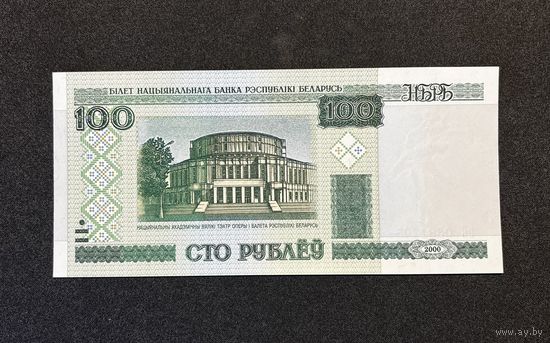 БІЛЕТ НАЦЫЯНАЛЬНАГА БАНКА РЭСПУБЛІКІ БЕЛАРУСЬ
НБРБ
100
100
НАЦЫЯНАЛЬНЫ АКАДЭМІЧНЫ ВЯЛІКІ ТЭАТР ОПЕРЫ І БАЛЕТА РЭСПУБЛІКІ БЕЛАРУСЬ
СТО РУБЛЁЎ
2000
www.ay.by